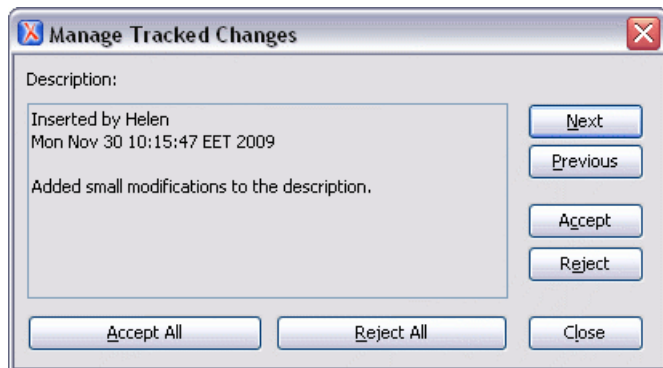 Manage Tracked Changes
Description:
Inserted by Helen
Mon Nov 30 10:15:47 EET 2009
Added small modifications to the description.
Next
Previous
Accept
Reject
Accept All
Reject All
Close